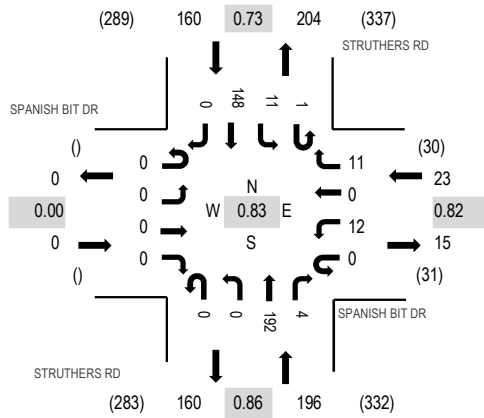 (289) 160 0.73 204 (337)
STRUTHERS RD
SPANISH BIT DR
0 148 11 1
()
0
0.00
0
()
0
0
0
0
N
W 0.83 E
S
11
0
12
0
(30)
23
0.82
15
(31)
0 0 192 4
SPANISH BIT DR
STRUTHERS RD
(283) 160 0.86 196 (332)